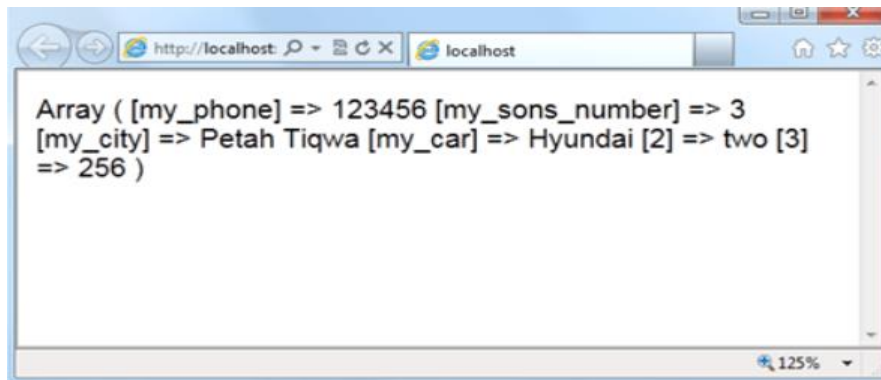 http://localhost:
localhost
Array ( [my_phone] => 123456 [my_sons_number] => 3
[my_city] => Petah Tiqwa [my_car] => Hyundai [2] => two [3]
=> 256 )
125%